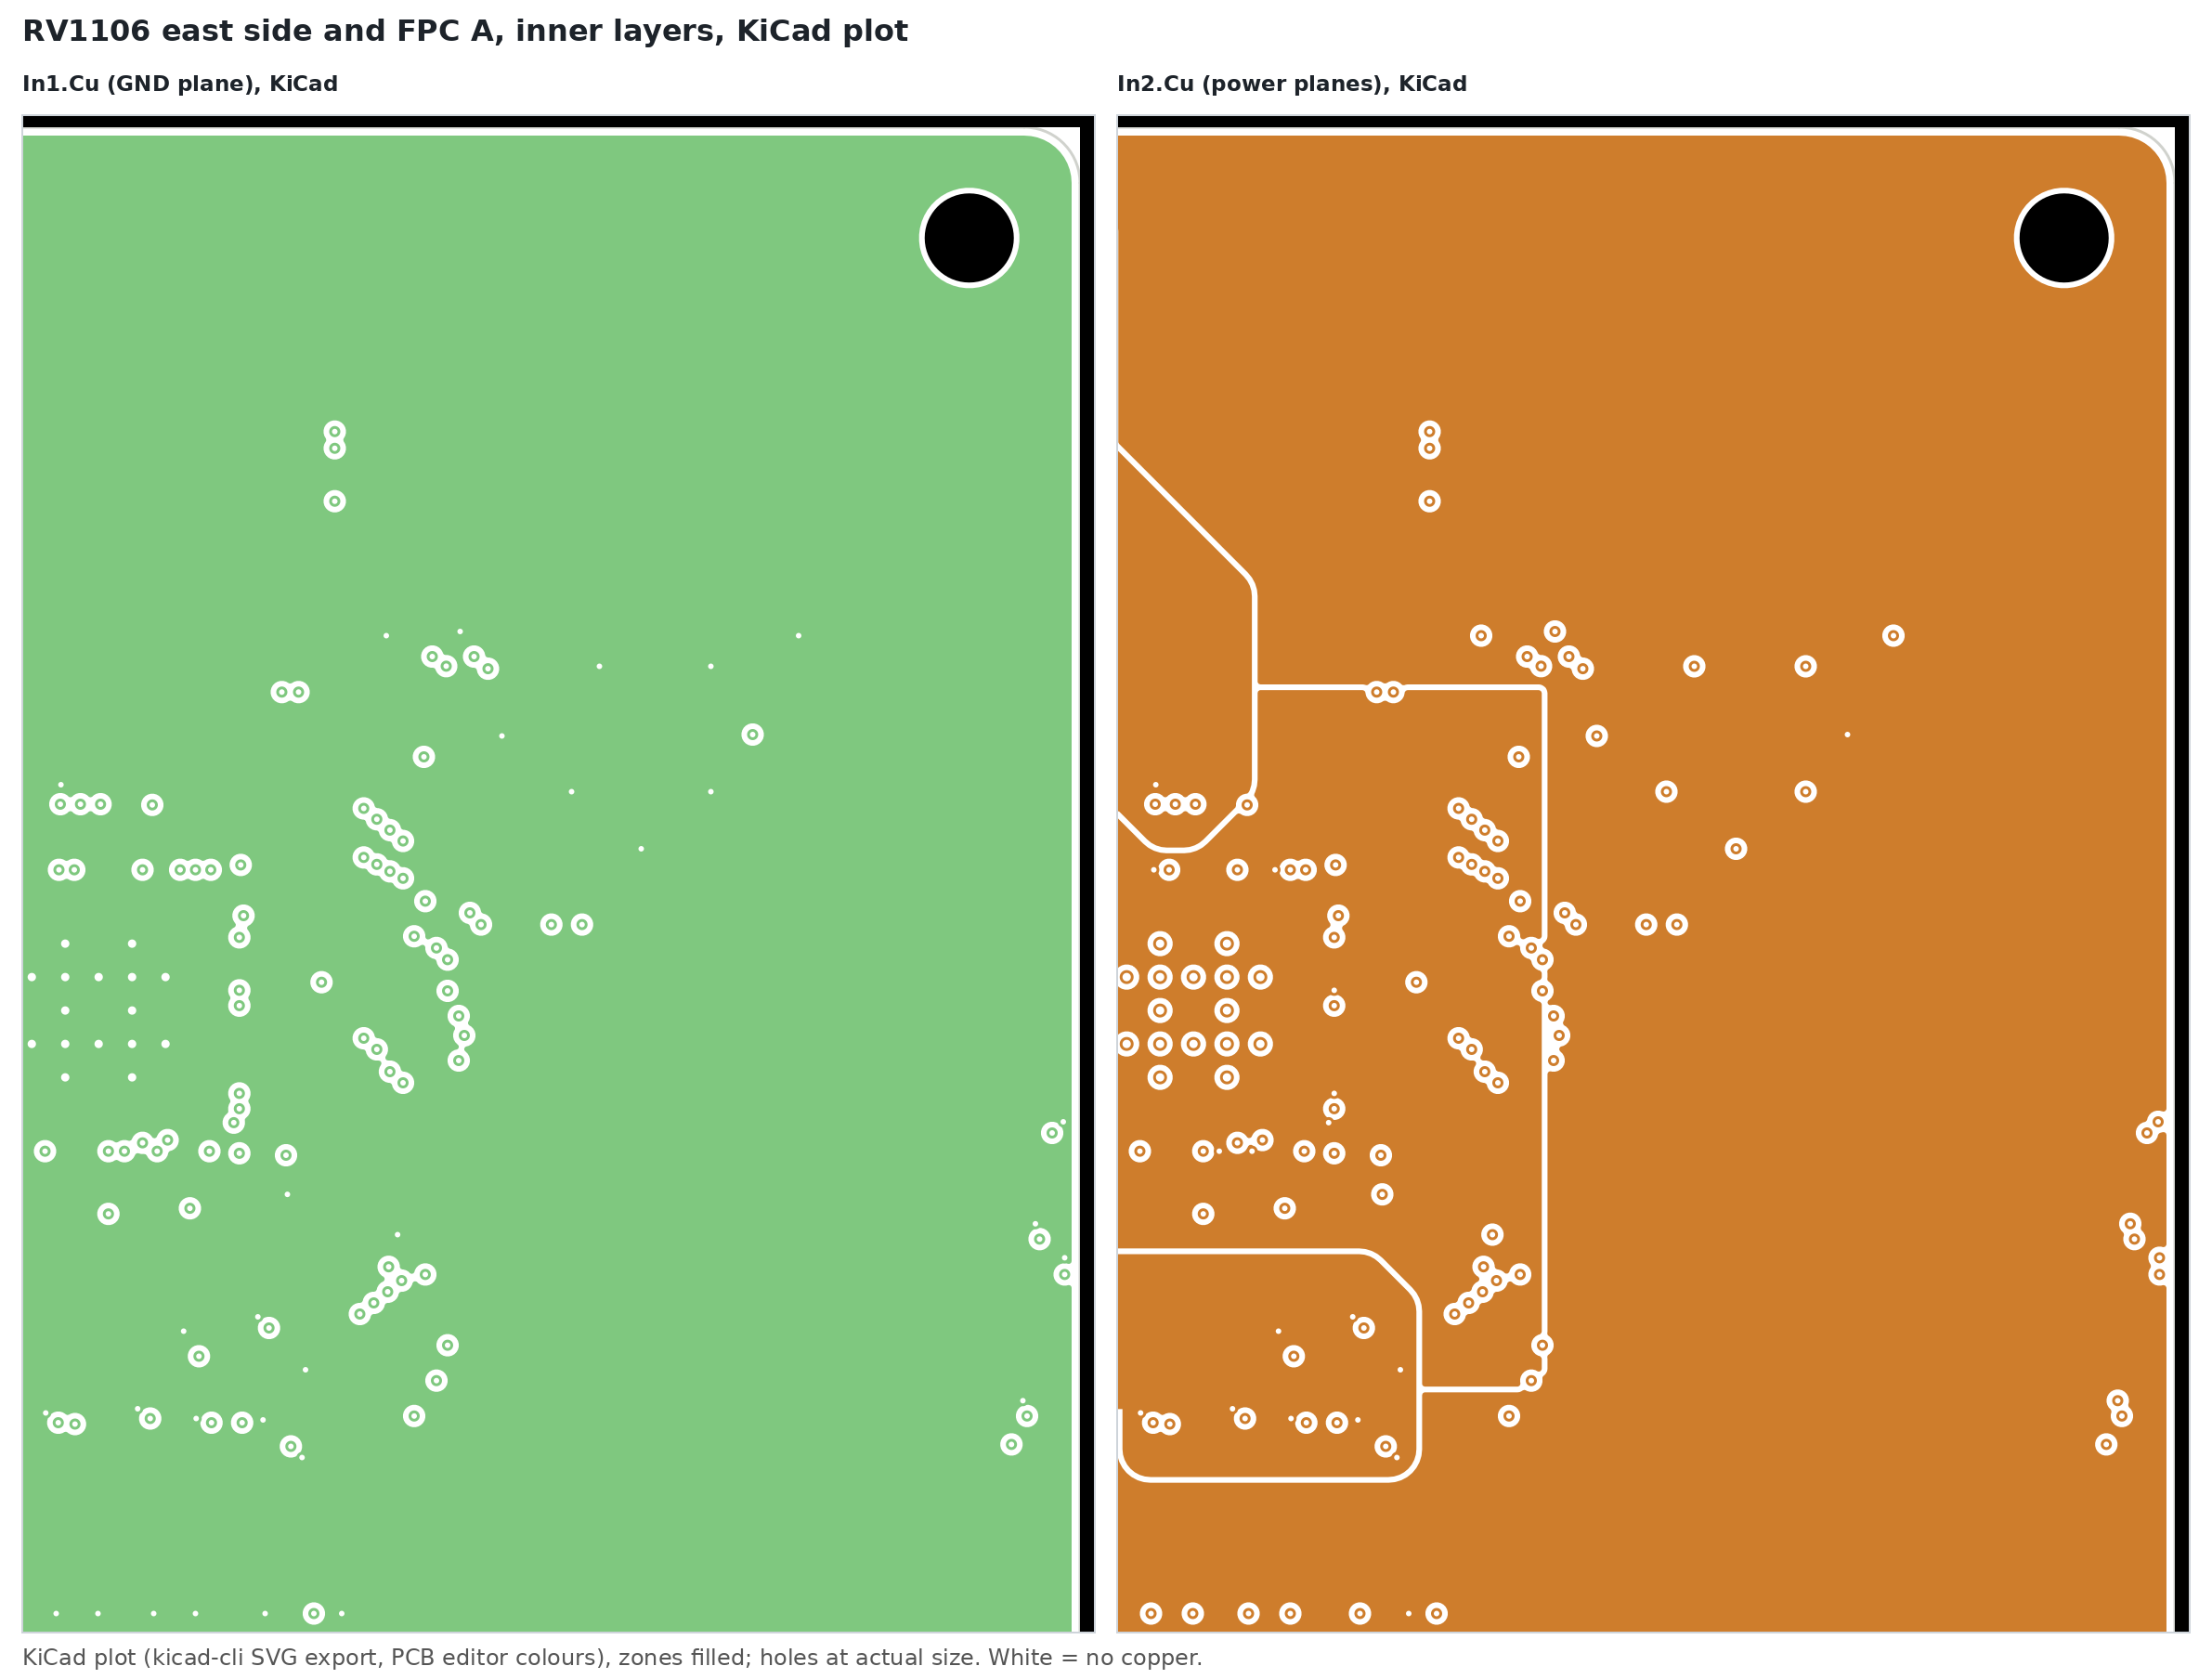 RV1106 east side and FPC A, inner layers, KiCad plot
In1.Cu (GND plane), KiCad
In2.Cu (power planes), KiCad
KiCad plot (kicad-cli SVG export, PCB editor colours), zones filled; holes at actual size. White = no copper.